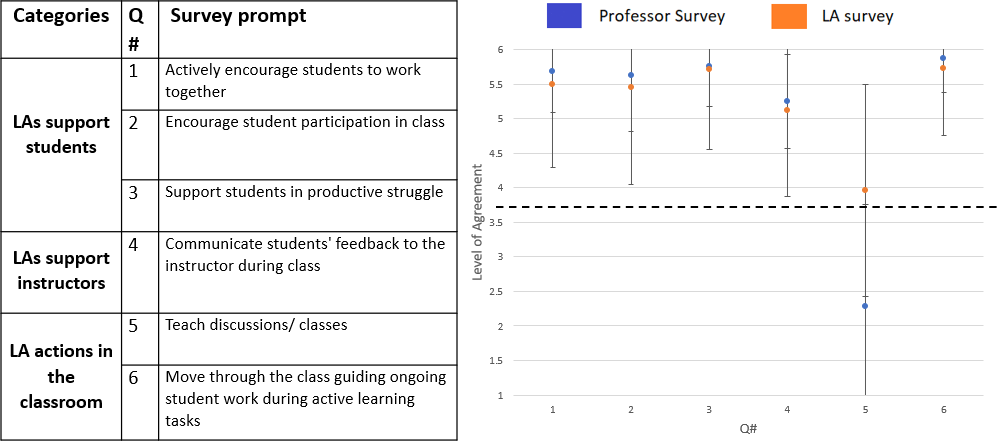 Categories
Q
#
Survey prompt
LAs support
students
1
Actively encourage students to work
together
2
Encourage student participation in class
3
Support students in productive struggle
LAs support
instructors
4
Communicate students' feedback to the
instructor during class
LA actions in
the
classroom
5
Teach discussions/ classes
6
Move through the class guiding ongoing
student work during active learning
tasks
Professor Survey
LA survey
Level of Agreement
6
5.5
5
4.5
4
3.5
3
2.5
2
1.5
1
1 2 3 4 5 6
Q#